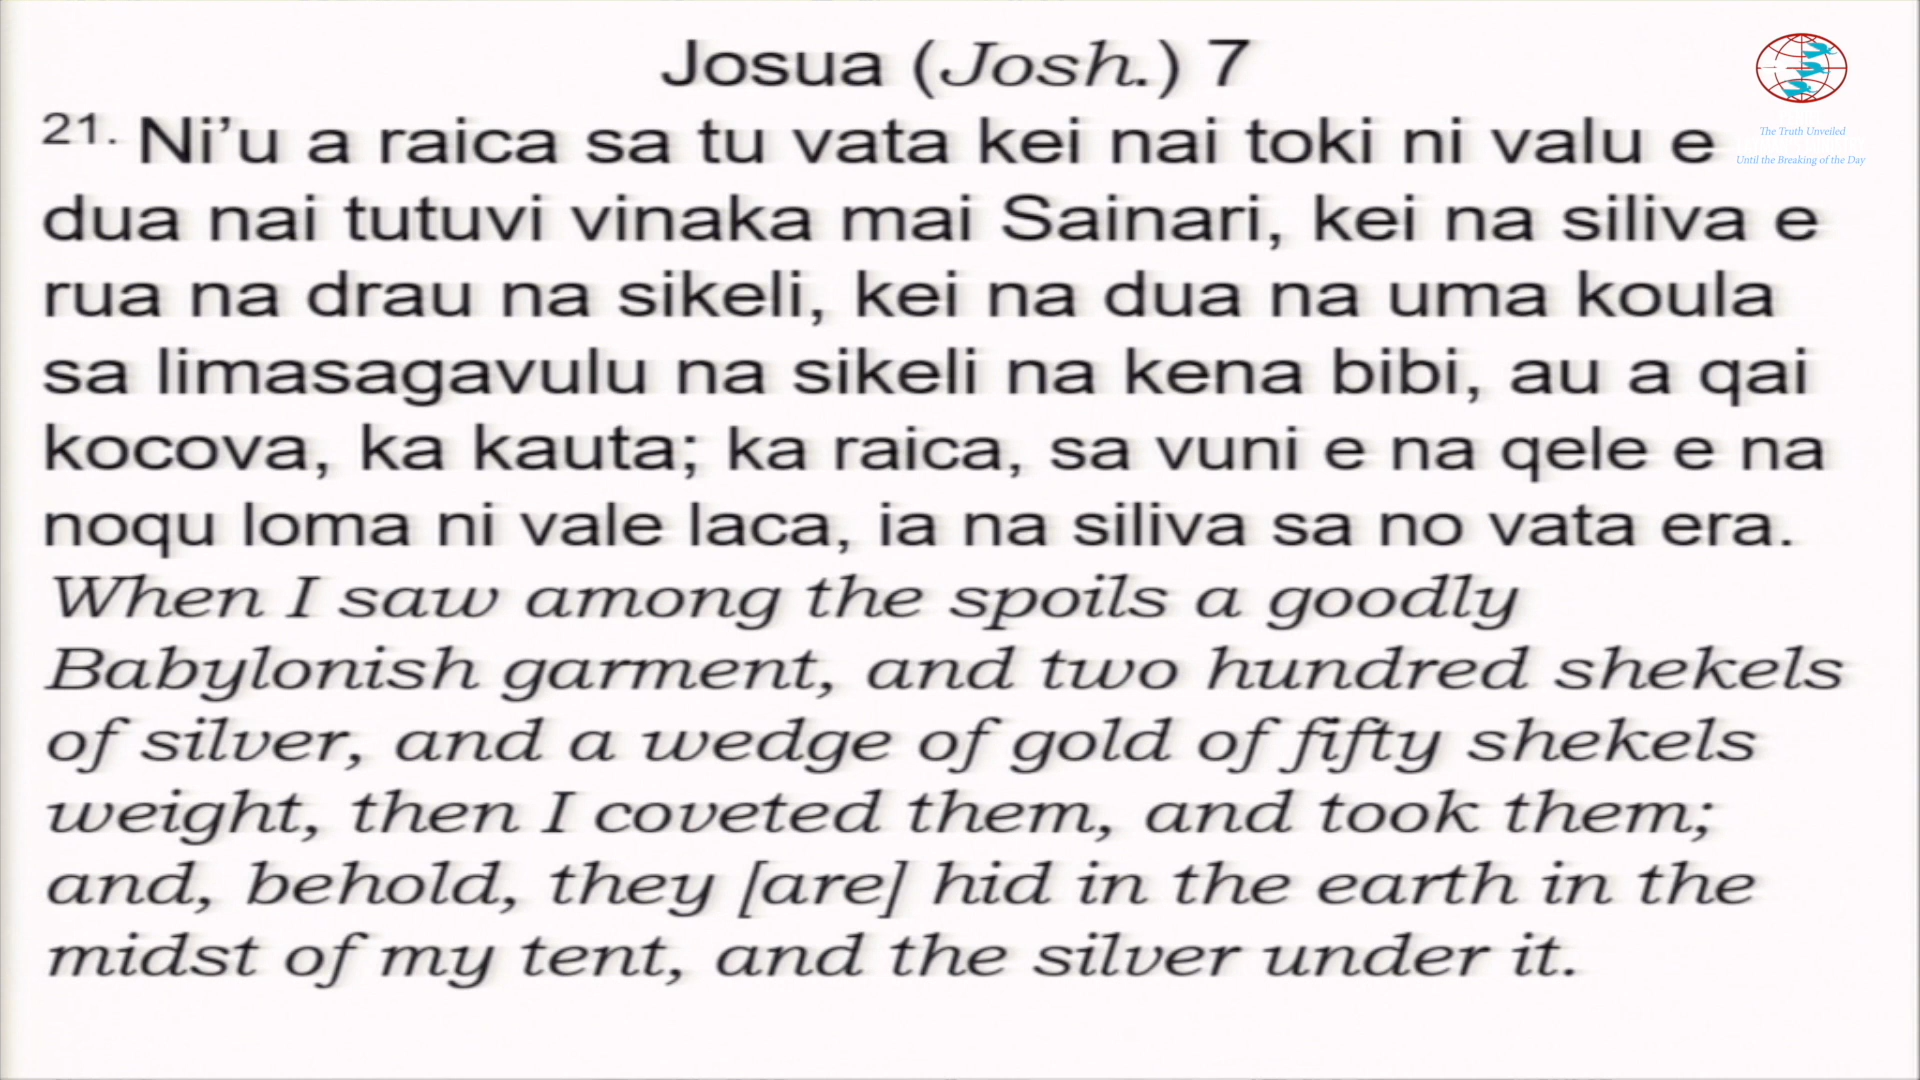 Josua (Josh.) 7
21. Ni’u a raica sa tu vata kei nai toki ni valu e
dua nai tutuvi vinaka mai Sainari, kei na siliva e
rua na drau na sikeli, kei na dua na uma koula
sa limasagavulu na sikeli na kena bibi, au a qai
kocova, ka kauta; ka raica, sa vuni e na qele e na
noqu loma ni vale laca, ia na siliva sa no vata era.
When I saw among the spoils a goodly
Babylonish garment, and two hundred shekels
of silver, and a wedge of gold of fifty shekels
weight, then I coveted them, and took them;
and, behold, they [are] hid in the earth in the
midst of my tent, and the silver under it.
The Truth Unveiled
Until the Breaking of the Day